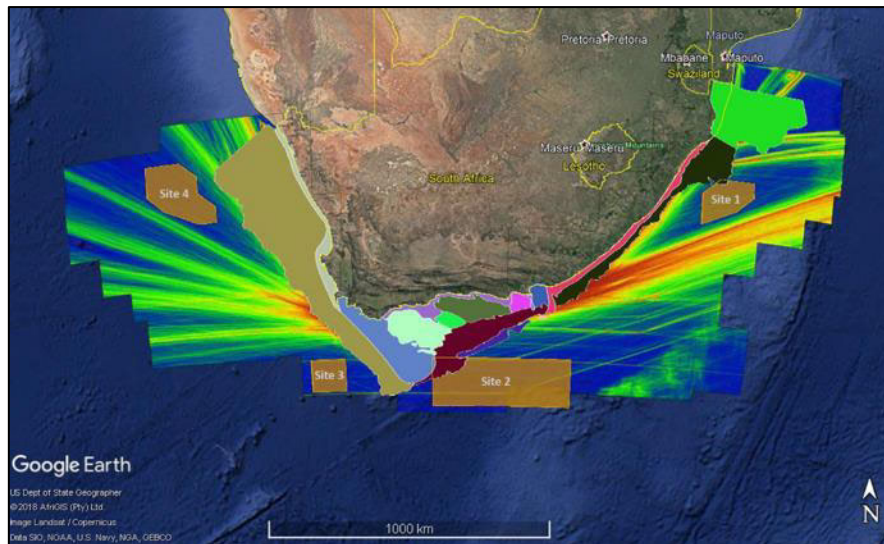 Maputo
Pretoria Pretoria
Mbabane Maputo
Swaziland
Maseru Maseru
Lesotho
South Africa
Site 4
Site 1
Site 3
Site 2
Google Earth
US Dept of State Geographer
©2018 AfriGIS (Pty) Ltd.
Image Landsat / Copernicus
Data SIO, NOAA, U.S. Navy, NGA, GEBCO
1000 km
N